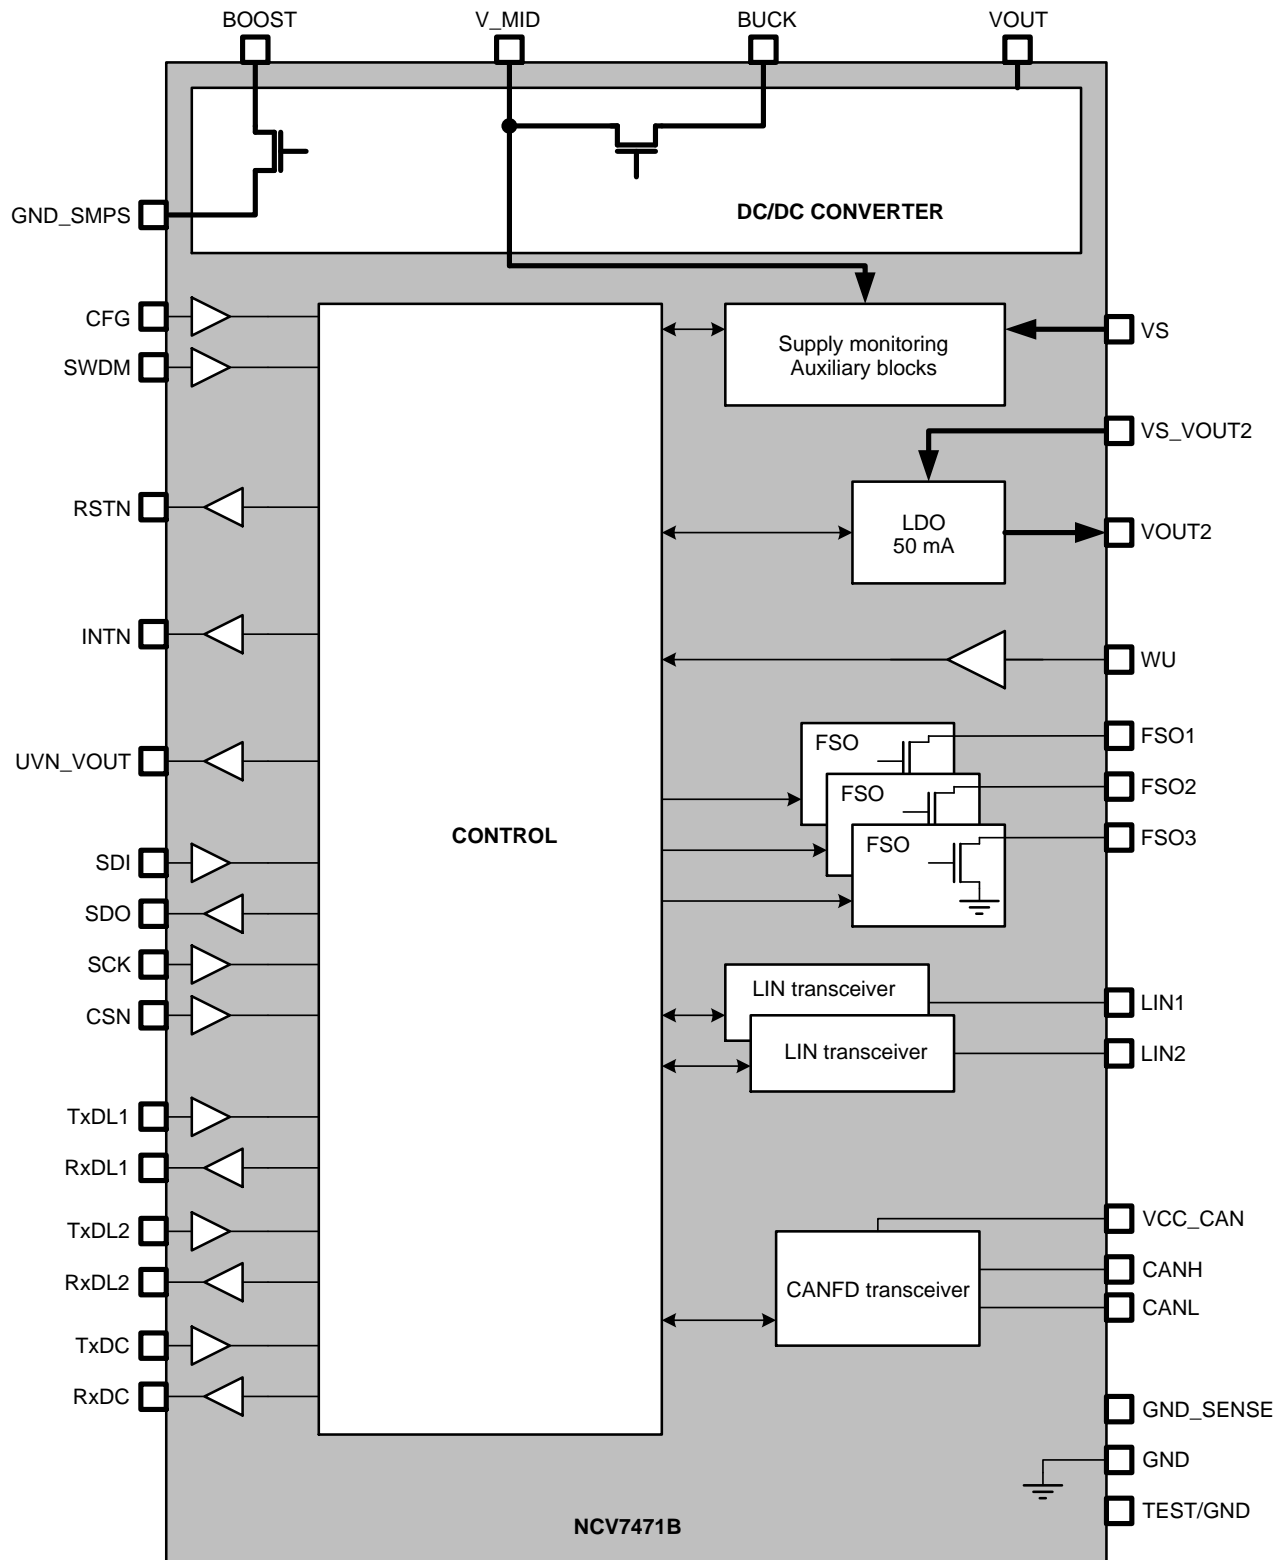 BOOST
V_MID
BUCK
VOUT
GND_SMPS
DC/DC CONVERTER
CFG
SWDM
Supply monitoring
Auxiliary blocks
VS
VS_VOUT2
RSTN
LDO
50 mA
VOUT2
INTN
WU
UVN_VOUT
FSO
FSO1
FSO
FSO2
FSO
FSO3
CONTROL
SDI
SDO
SCK
CSN
LIN transceiver
LIN1
LIN transceiver
LIN2
TxDL1
RxDL1
TxDL2
RxDL2
TxDC
RxDC
VCC_CAN
CANFD transceiver
CANH
CANL
GND_SENSE
GND
TEST/GND
NCV7471B